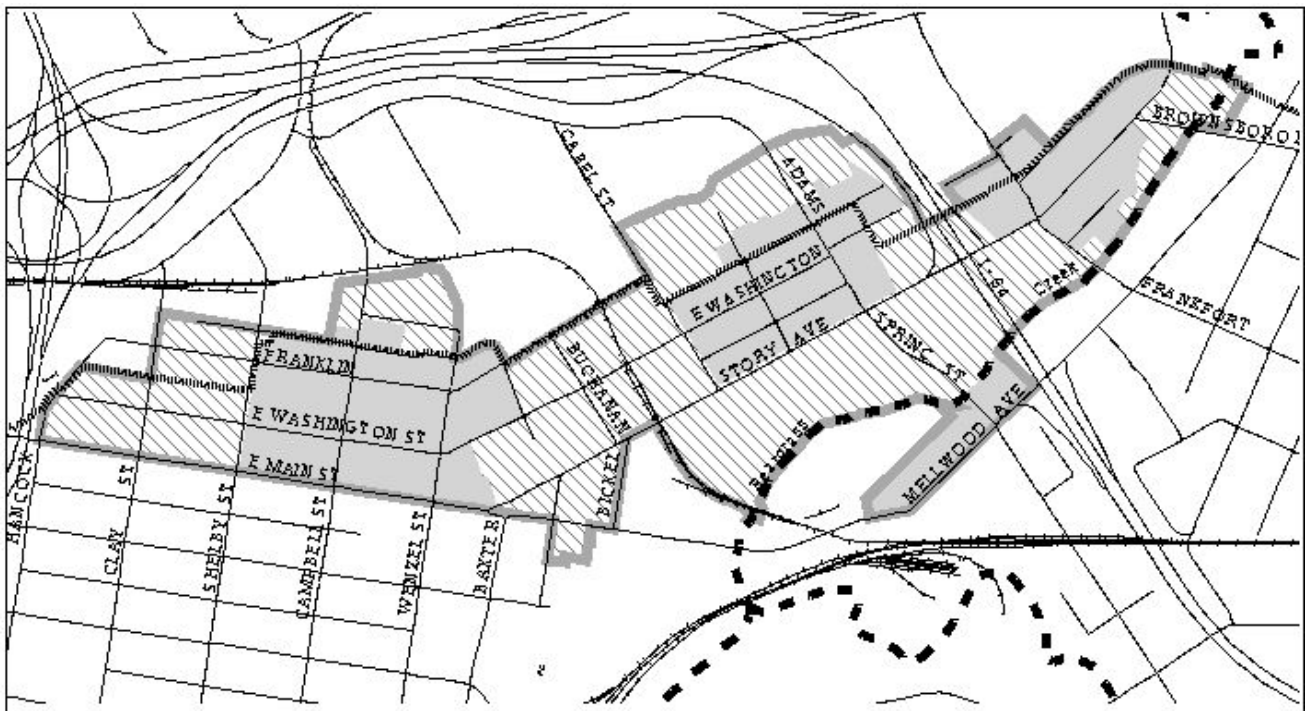 BROWNSBORO
CABEL ST
ADAMS
E WASHINGTON
STORY AVE
I-64
Creek
FRANKFORT
SPRING ST
FRANKLIN
BUCHANAN
E WASHINGTON ST
E MAIN ST
BICKEL
Beargrass
MELLWOOD AVE
HANCOCK
CLAY ST
SHELBY ST
CAMPBELL ST
WENZEL ST
BAXTER